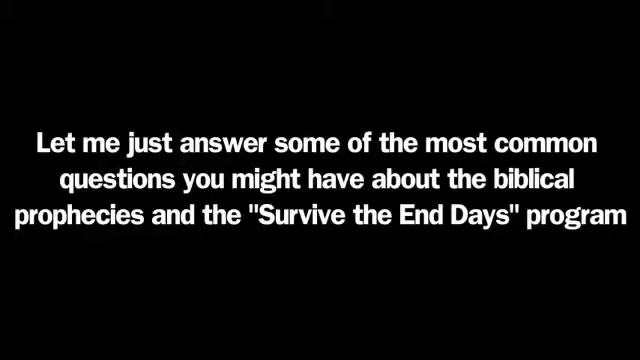 Let me just answer some of the most common
questions you might have about the biblical
prophecies and the "Survive the End Days" program